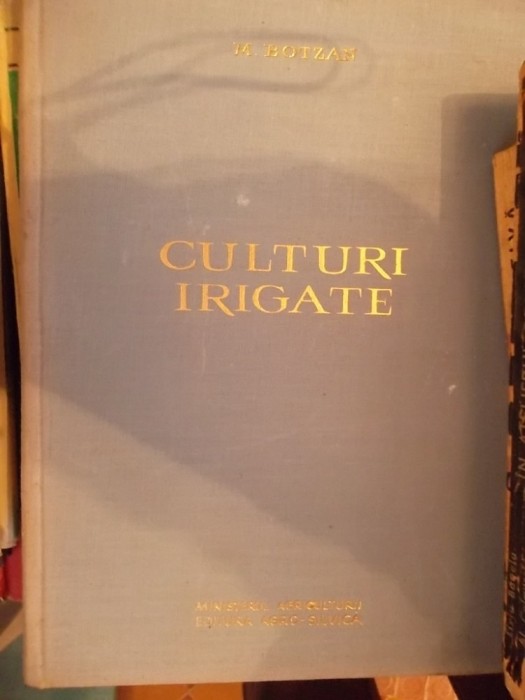 M. BOTZAN
CULTURI
IRIGATE
MINISTERUL AGRICULTURII
EDITURA AGRO-SILVICĂ